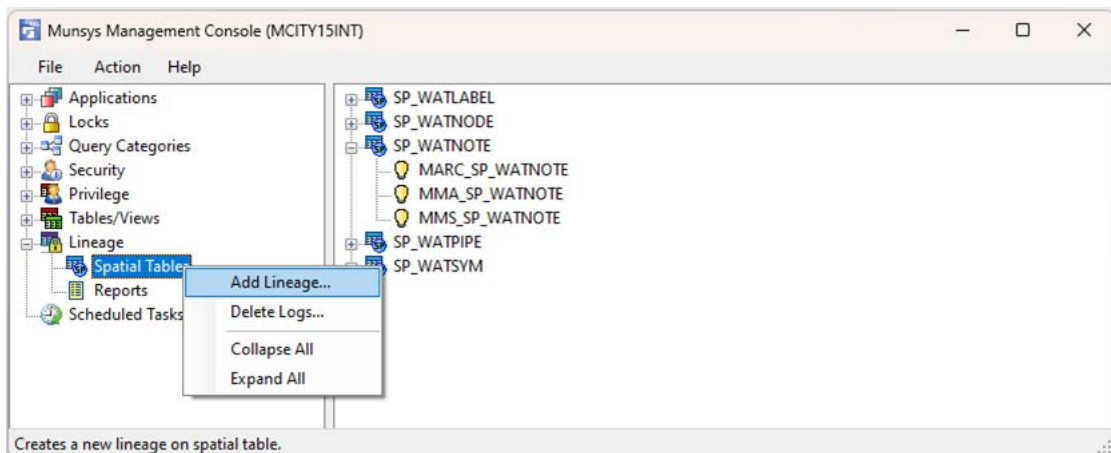 Munsys Management Console (MCITY15INT)
File Action Help
Applications
Locks
Query Categories
Security
Privilege
Tables/Views
Lineage
Spatial Table
Reports
Scheduled Tasks
Add Lineage...
Delete Logs...
Collapse All
Expand All
SP_WATLABEL
SP_WATNODE
SP_WATNOTE
MARC_SP_WATNOTE
MMA_SP_WATNOTE
MMS_SP_WATNOTE
SP_WATPIPE
SP_WATSYM
Creates a new lineage on spatial table.